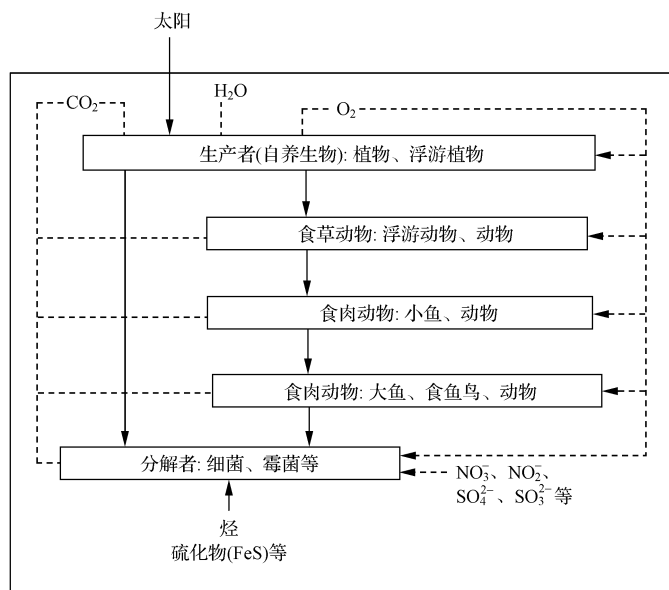 太阳
CO₂
H₂O
O₂
生产者(自养生物): 植物、浮游植物
食草动物: 浮游动物、动物
食肉动物: 小鱼、动物
食肉动物: 大鱼、食鱼鸟、动物
分解者: 细菌、霉菌等
NO₃⁻、NO₂⁻、
SO₄²⁻、SO₃²⁻等
烃
硫化物(FeS)等